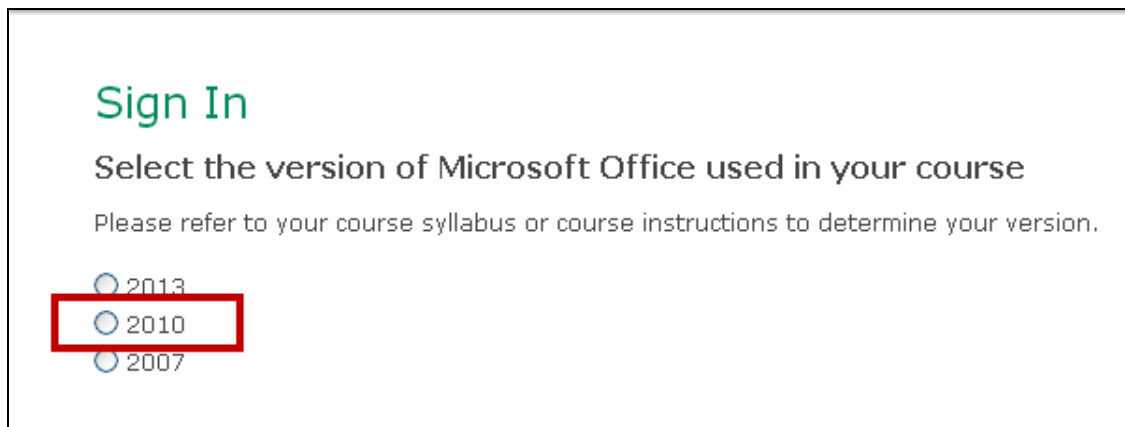 Sign In
Select the version of Microsoft Office used in your course
Please refer to your course syllabus or course instructions to determine your version.
2013
2010
2007